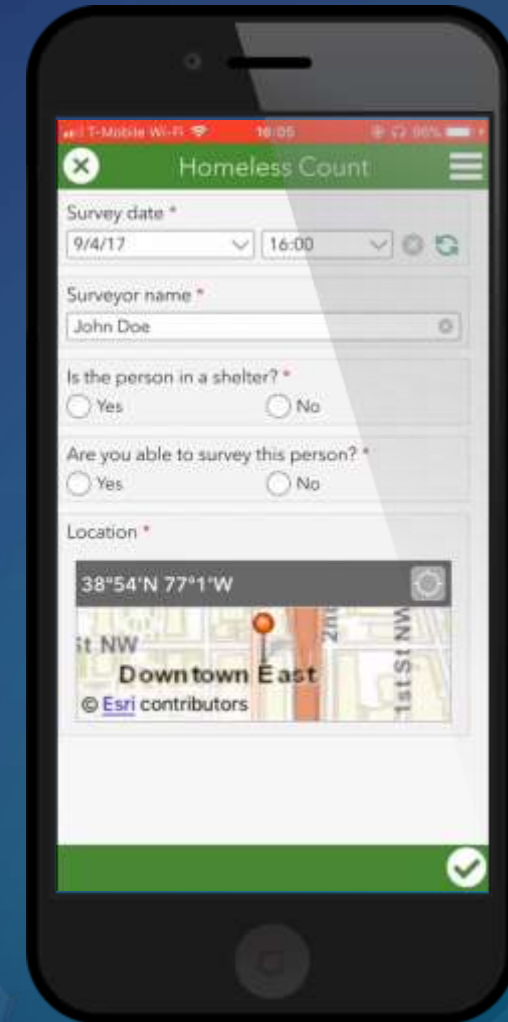 T-Mobile Wi-Fi 16:05 96%
Homeless Count
Survey date *
9/4/17 16:00
Surveyor name *
John Doe
Is the person in a shelter? *
Yes No
Are you able to survey this person? *
Yes No
Location *
38°54'N 77°1'W
St NW
2nd
1st St NW
Downtown East
© Esri contributors